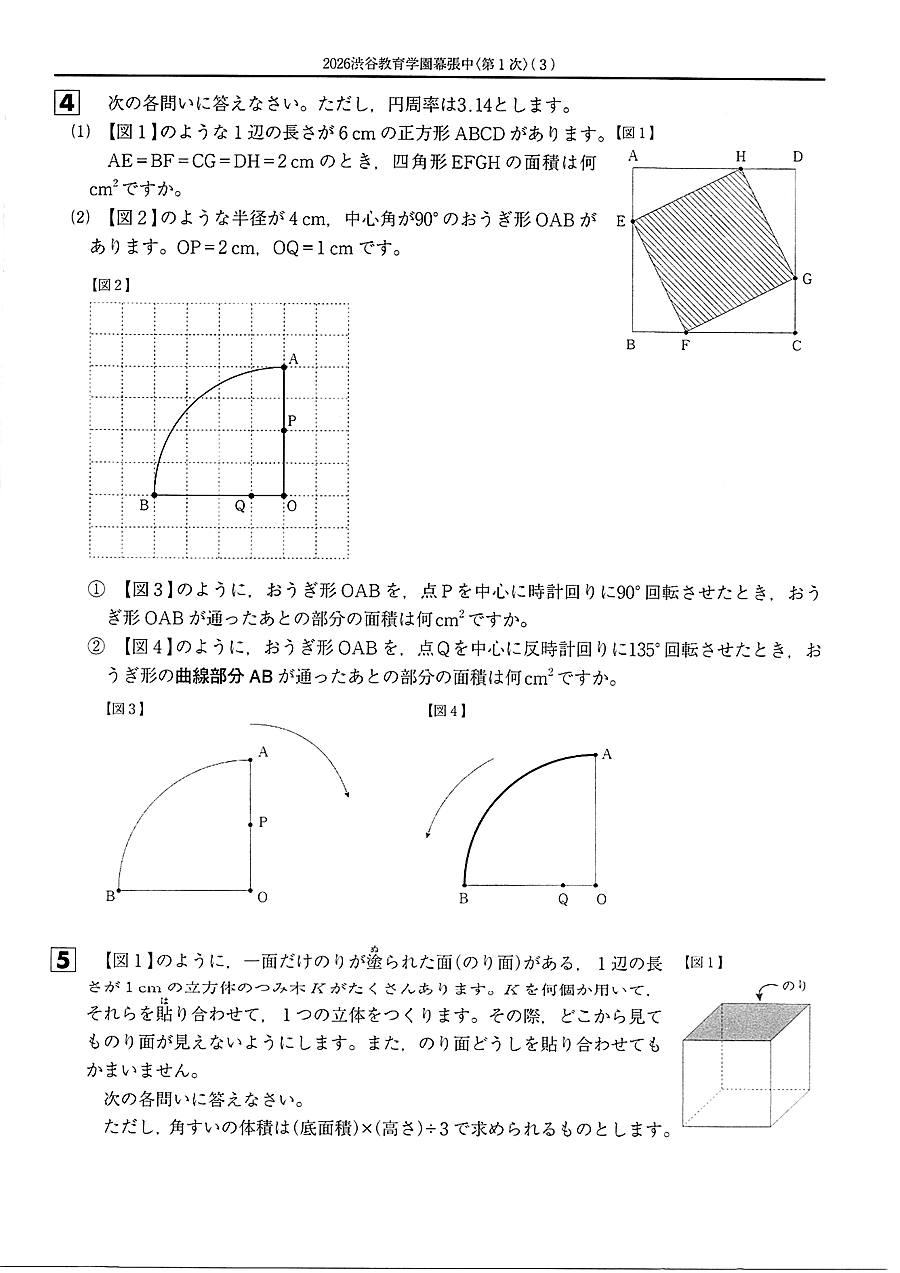 2026渋谷教育学園幕張中〈第1次〉(3)
4 次の各問いに答えなさい。ただし，円周率は3.14とします。
(1) 【図1】のような1辺の長さが6cmの正方形ABCDがあります。
AE＝BF＝CG＝DH＝2cmのとき，四角形EFGHの面積は何
cm²ですか。
【図1】
A H D
E
G
B F C
(2) 【図2】のような半径が4cm，中心角が90°のおうぎ形OABが
あります。OP＝2cm，OQ＝1cmです。
【図2】
A
P
B Q O
① 【図3】のように，おうぎ形OABを，点Pを中心に時計回りに90°回転させたとき，おう
ぎ形OABが通ったあとの部分の面積は何cm²ですか。
② 【図4】のように，おうぎ形OABを，点Qを中心に反時計回りに135°回転させたとき，お
うぎ形の曲線部分ABが通ったあとの部分の面積は何cm²ですか。
【図3】
A
P
B O
【図4】
A
B Q O
5 【図1】のように，一面だけのりが塗られた面(のり面)がある，1辺の長
ぬ
さが1cmの立方体のつみ木Kがたくさんあります。Kを何個か用いて，
は
それらを貼り合わせて，1つの立体をつくります。その際，どこから見て
ものり面が見えないようにします。また，のり面どうしを貼り合わせても
かまいません。
次の各問いに答えなさい。
ただし，角すいの体積は(底面積)×(高さ)÷3で求められるものとします。
【図1】
のり